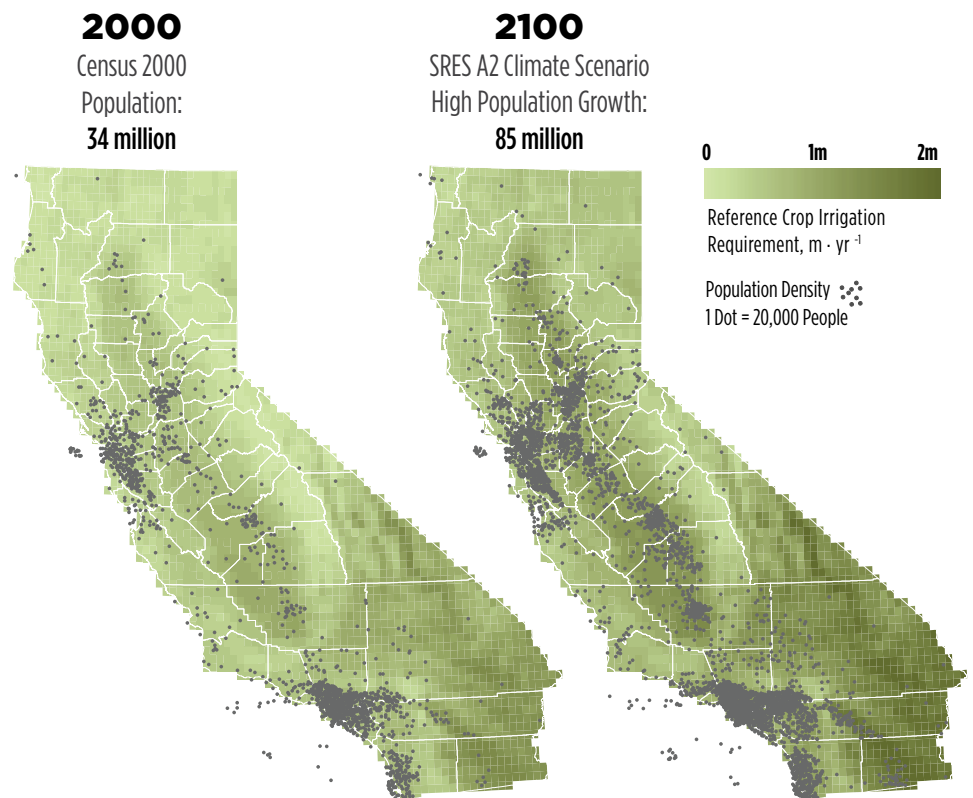 2000
Census 2000
Population:
34 million
2100
SRES A2 Climate Scenario
High Population Growth:
85 million
0 1m 2m
Reference Crop Irrigation
Requirement, m · yr -1
Population Density
1 Dot = 20,000 People